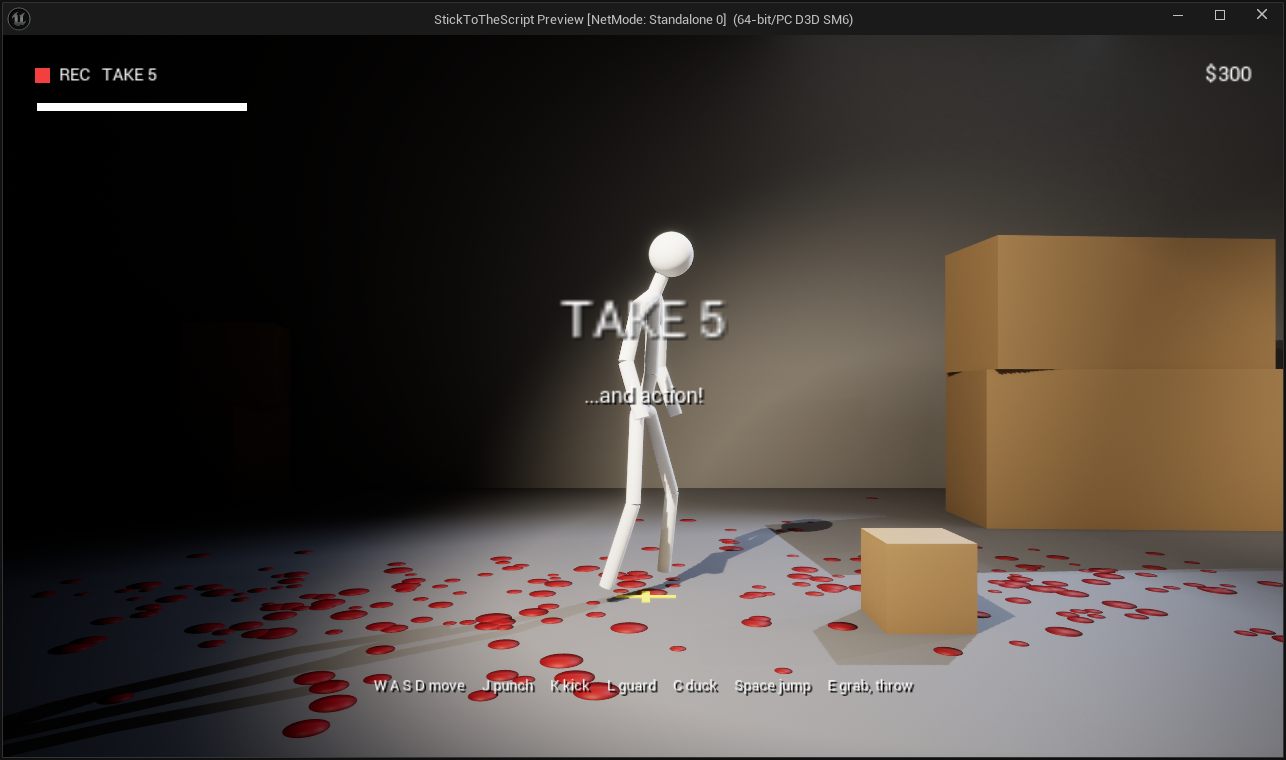 StickToTheScript Preview [NetMode: Standalone 0] (64-bit/PC D3D SM6)
REC TAKE 5
$300
TAKE 5
...and action!
W A S D move J punch K kick L guard C duck Space jump E grab, throw